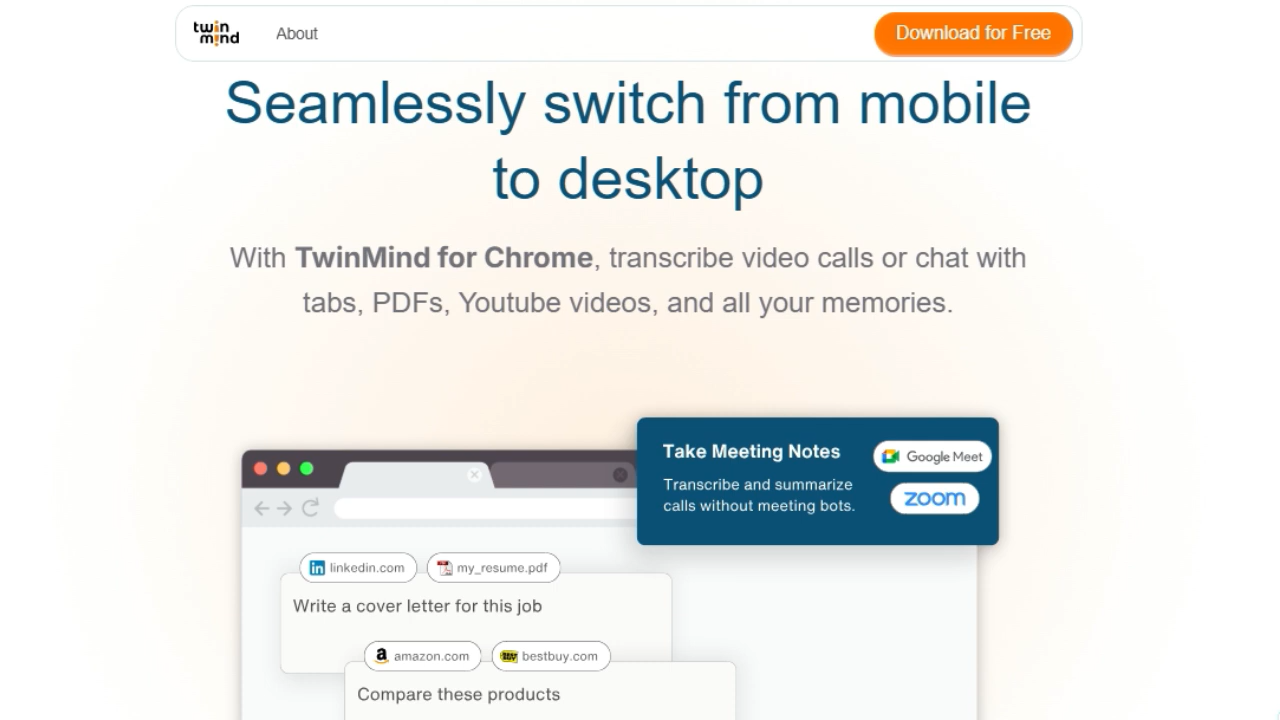 twin
mind
About
Download for Free
Seamlessly switch from mobile
to desktop
With TwinMind for Chrome, transcribe video calls or chat with
tabs, PDFs, Youtube videos, and all your memories.
Take Meeting Notes
Transcribe and summarize
calls without meeting bots.
Google Meet
zoom
linkedin.com
my_resume.pdf
Write a cover letter for this job
amazon.com
bestbuy.com
Compare these products